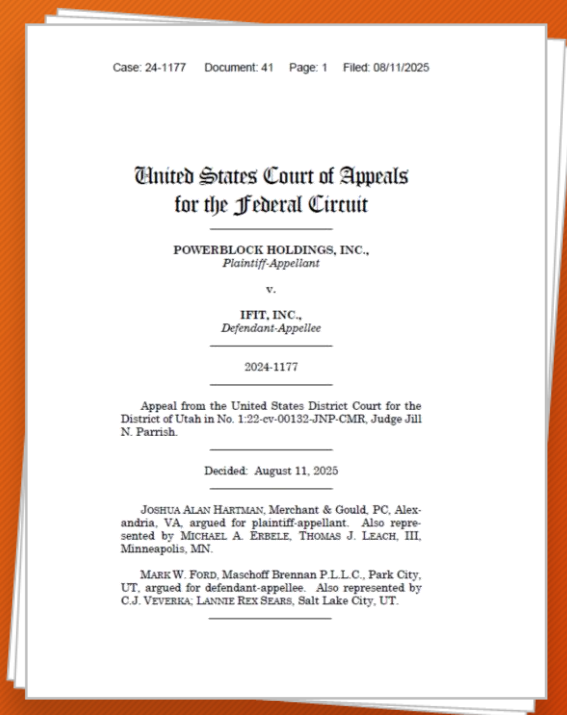 Case: 24-1177 Document: 41 Page: 1 Filed: 08/11/2025
United States Court of Appeals
for the Federal Circuit
POWERBLOCK HOLDINGS, INC.,
Plaintiff-Appellant
v.
IFIT, INC.,
Defendant-Appellee
2024-1177
Appeal from the United States District Court for the
District of Utah in No. 1:22-cv-00132-JNP-CMR, Judge Jill
N. Parrish.
Decided: August 11, 2025
JOSHUA ALAN HARTMAN, Merchant & Gould, PC, Alex-
andria, VA, argued for plaintiff-appellant. Also repre-
sented by MICHAEL A. ERBELE, THOMAS J. LEACH, III,
Minneapolis, MN.
MARK W. FORD, Maschoff Brennan P.L.L.C., Park City,
UT, argued for defendant-appellee. Also represented by
C.J. VEVERKA; LANNIE REX SEARS, Salt Lake City, UT.